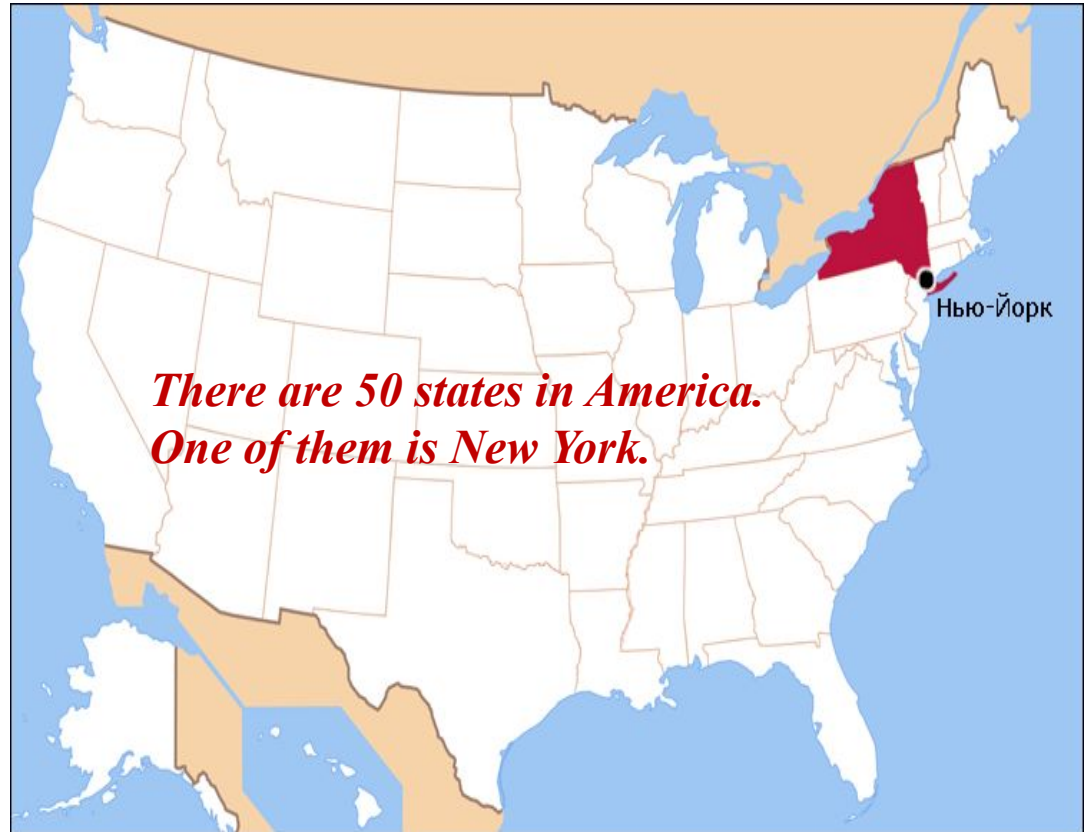 There are 50 states in America.
One of them is New York.
Нью-Йорк